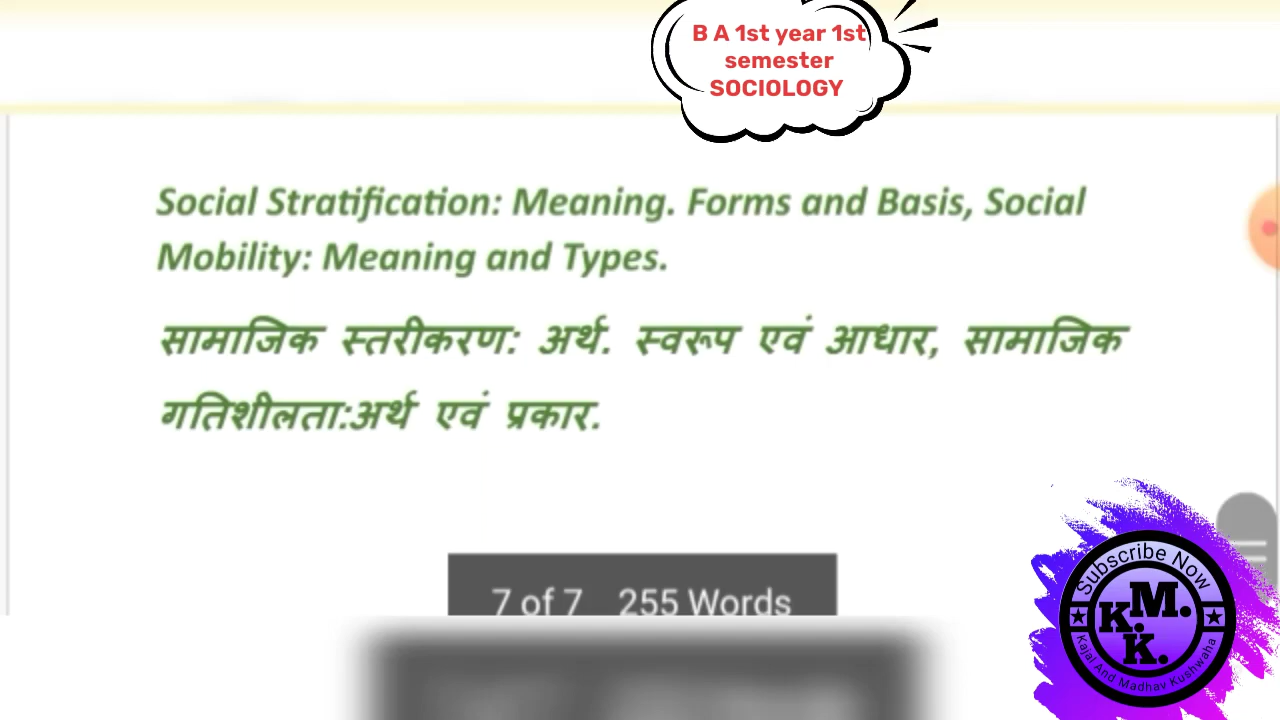 B A 1st year 1st
semester
SOCIOLOGY
Social Stratification: Meaning. Forms and Basis, Social
Mobility: Meaning and Types.
सामाजिक स्तरीकरण: अर्थ. स्वरूप एवं आधार, सामाजिक
गतिशीलता:अर्थ एवं प्रकार.
7 of 7 255 Words
Subscribe Now
K.M.K.
Kajal And Madhav Kushwaha